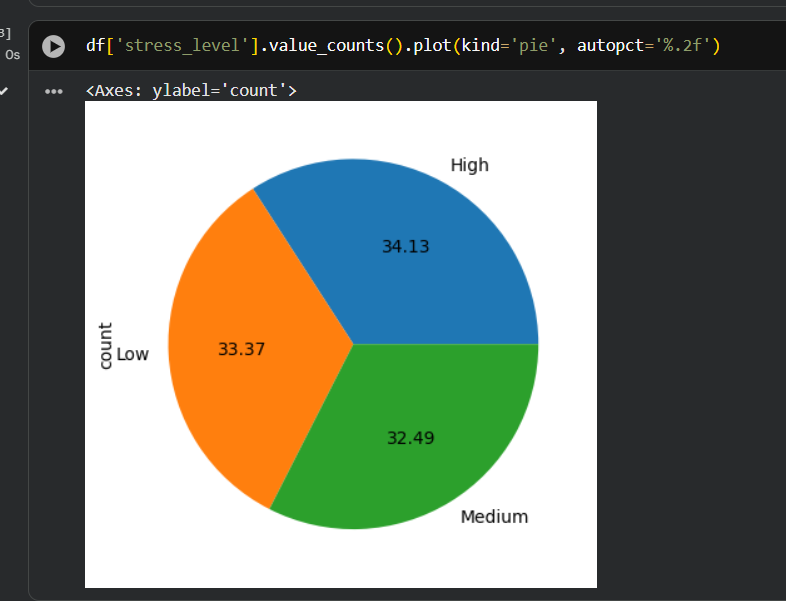 3]
0s
df['stress_level'].value_counts().plot(kind='pie', autopct='%.2f')
<Axes: ylabel='count'>
High
34.13
count
Low
33.37
32.49
Medium